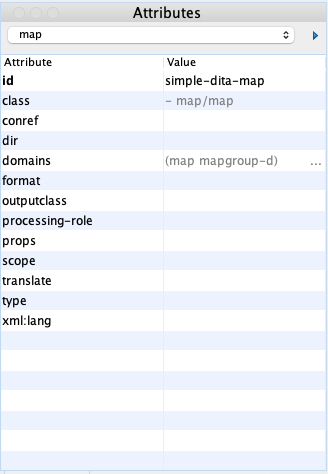 Attributes
map
Attribute Value
id simple-dita-map
class - map/map
conref
dir
domains (map mapgroup-d) ...
format
outputclass
processing-role
props
scope
translate
type
xml:lang